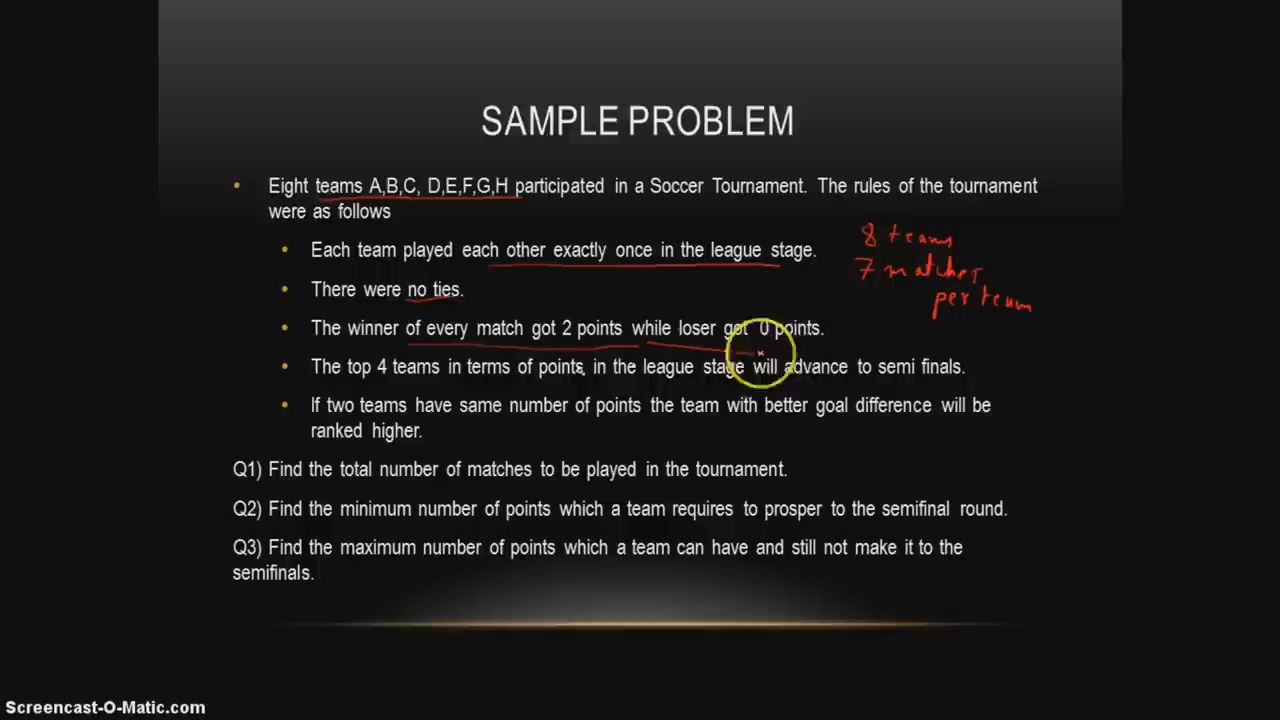 SAMPLE PROBLEM
• Eight teams A,B,C, D,E,F,G,H participated in a Soccer Tournament. The rules of the tournament
were as follows
• Each team played each other exactly once in the league stage.
• There were no ties.
• The winner of every match got 2 points while loser got 0 points.
• The top 4 teams in terms of points, in the league stage will advance to semi finals.
• If two teams have same number of points the team with better goal difference will be
ranked higher.
8 teams
7 matches
per team
Q1) Find the total number of matches to be played in the tournament.
Q2) Find the minimum number of points which a team requires to prosper to the semifinal round.
Q3) Find the maximum number of points which a team can have and still not make it to the
semifinals.
Screencast-O-Matic.com